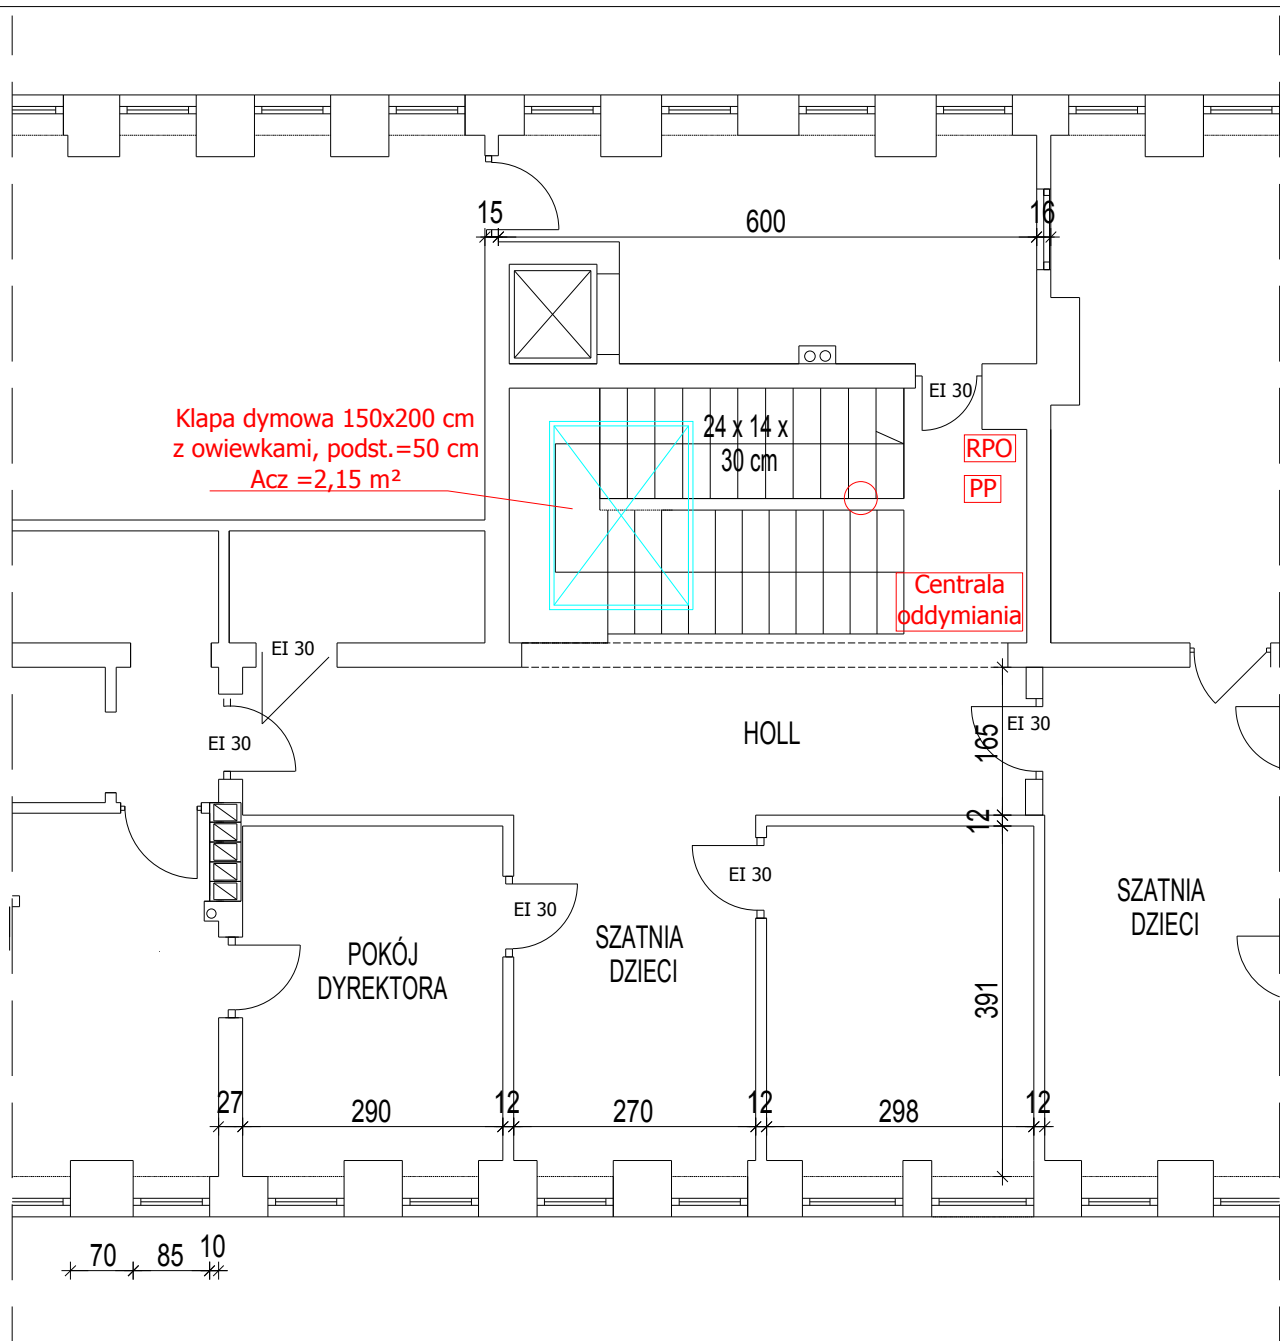 15
600
16
EI 30
Klapa dymowa 150x200 cm
z owiewkami, podst.=50 cm
Acz =2,15 m²
24 x 14 x
30 cm
RPO
PP
Centrala
oddymiania
EI 30
EI 30
HOLL
165
EI 30
12
EI 30
EI 30
SZATNIA
DZIECI
POKÓJ
DYREKTORA
SZATNIA
DZIECI
391
27
290
12
270
12
298
12
70
85
10